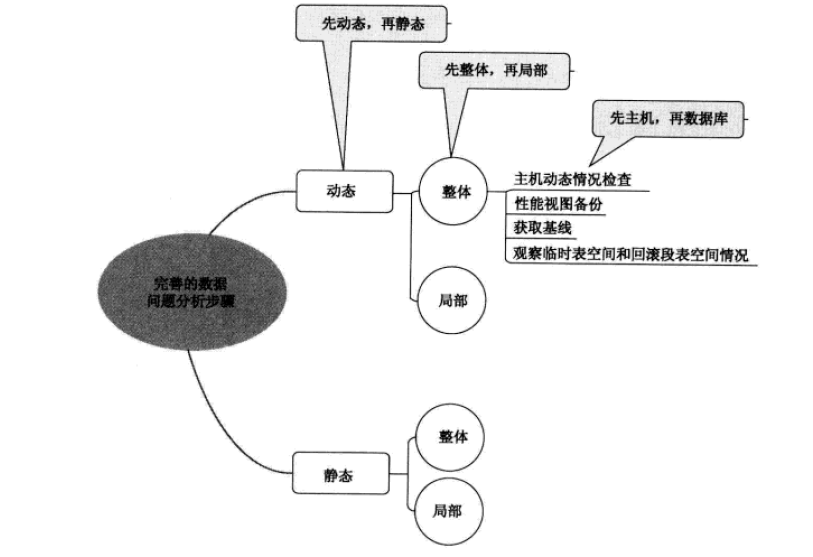 先动态，再静态
先整体，再局部
先主机，再数据库
动态
整体
主机动态情况检查
性能视图备份
获取基线
观察临时表空间和回滚段表空间情况
完善的数据
问题分析步骤
局部
整体
静态
局部